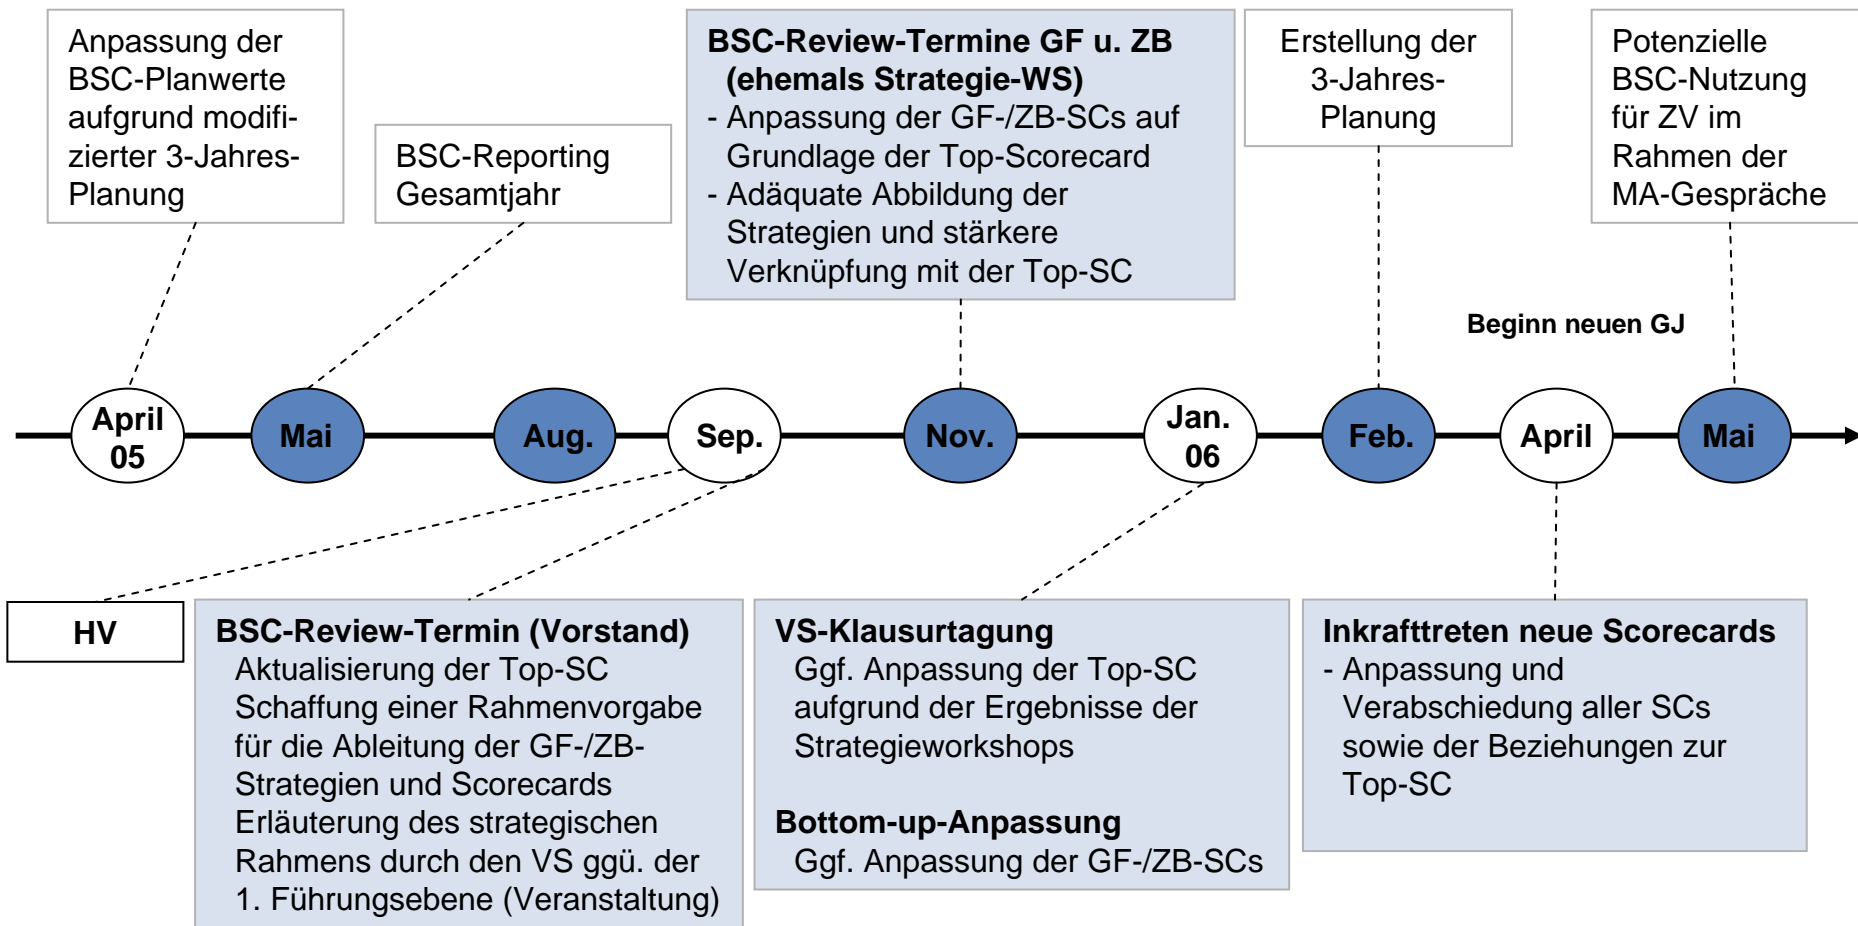 Anpassung der
BSC-Planwerte
aufgrund modifi-
zierter 3-Jahres-
Planung
BSC-Reporting
Gesamtjahr
BSC-Review-Termine GF u. ZB
(ehemals Strategie-WS)
- Anpassung der GF-/ZB-SCs auf
Grundlage der Top-Scorecard
- Adäquate Abbildung der
Strategien und stärkere
Verknüpfung mit der Top-SC
Erstellung der
3-Jahres-
Planung
Potenzielle
BSC-Nutzung
für ZV im
Rahmen der
MA-Gespräche
Beginn neuen GJ
April
05
Mai
Aug.
Sep.
Nov.
Jan.
06
Feb.
April
Mai
HV
BSC-Review-Termin (Vorstand)
Aktualisierung der Top-SC
Schaffung einer Rahmenvorgabe
für die Ableitung der GF-/ZB-
Strategien und Scorecards
Erläuterung des strategischen
Rahmens durch den VS ggü. der
1. Führungsebene (Veranstaltung)
VS-Klausurtagung
Ggf. Anpassung der Top-SC
aufgrund der Ergebnisse der
Strategieworkshops
Bottom-up-Anpassung
Ggf. Anpassung der GF-/ZB-SCs
Inkrafttreten neue Scorecards
- Anpassung und
Verabschiedung aller SCs
sowie der Beziehungen zur
Top-SC